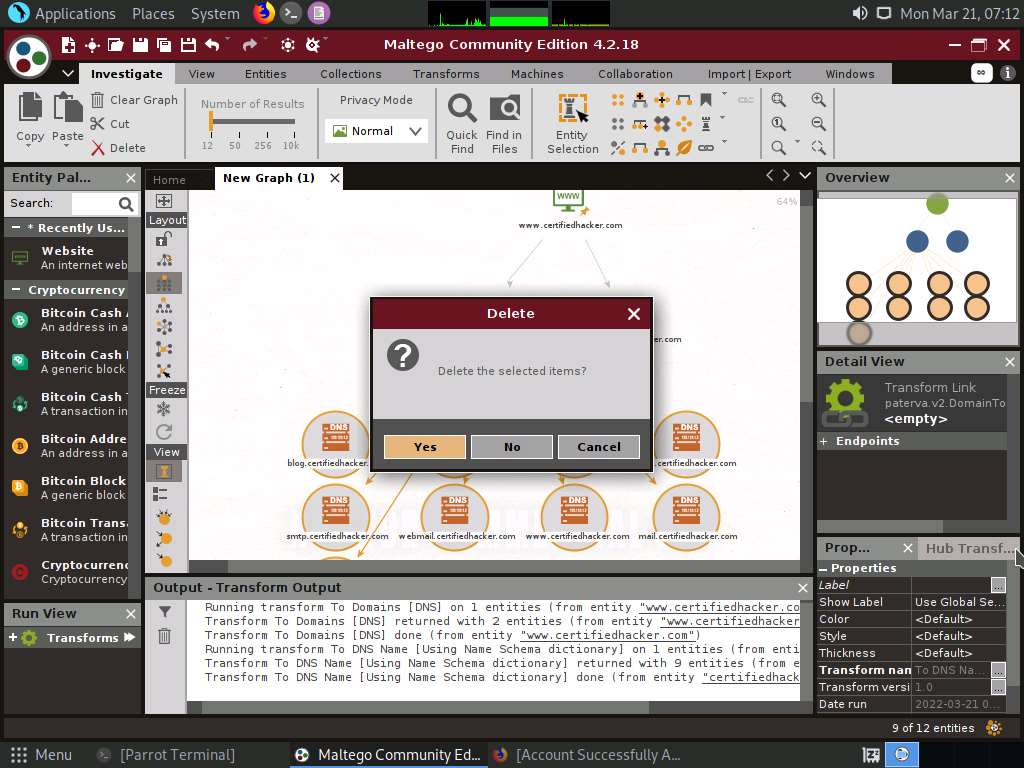 Applications Places System Mon Mar 21, 07:12
Maltego Community Edition 4.2.18
Investigate View Entities Collections Transforms Machines Collaboration Import | Export Windows
Copy Paste Clear Graph
Cut
Delete
Number of Results
12 50 256 10k
Privacy Mode
Normal
Quick Find
Find in Files
Entity Selection
Entity Pal...
Search:
* Recently Us...
Website
An internet web
Cryptocurrency
Bitcoin Cash A
An address in a
Bitcoin Cash
A generic block
Bitcoin Cash T
A transaction in
Bitcoin Addre
An address in a
Bitcoin Block
A generic block
Bitcoin Trans
A transaction in
Cryptocurrenc
Cryptocurrency
Run View
Transforms
Home New Graph (1)
Layout
Freeze
View
64%
WWW
www.certifiedhacker.com
er.com
Delete
?
Delete the selected items?
Yes No Cancel
DNS DNS
blog.certifiedhacker. .certifiedhacker.com
DNS DNS DNS DNS
smtp.certifiedhacker.com webmail.certifiedhacker.com www.certifiedhacker.com mail.certifiedhacker.com
Output - Transform Output
Running transform To Domains [DNS] on 1 entities (from entity "www.certifiedhacker.co
Transform To Domains [DNS] returned with 2 entities (from entity "www.certifiedhacker
Transform To Domains [DNS] done (from entity "www.certifiedhacker.com")
Running transform To DNS Name [Using Name Schema dictionary] on 1 entities (from enti
Transform To DNS Name [Using Name Schema dictionary] returned with 9 entities (from e
Transform To DNS Name [Using Name Schema dictionary] done (from entity "certifiedhack
Overview
Detail View
Transform Link
paterva.v2.DomainTo
<empty>
+ Endpoints
Prop... Hub Transf...
Properties
Label ...
Show Label Use Global Se...
Color <Default>
Style <Default>
Thickness <Default>
Transform nam To DNS Na... ...
Transform versi 1.0 ...
Date run 2022-03-21 0...
9 of 12 entities
Menu [Parrot Terminal] Maltego Community Ed... [Account Successfully A...